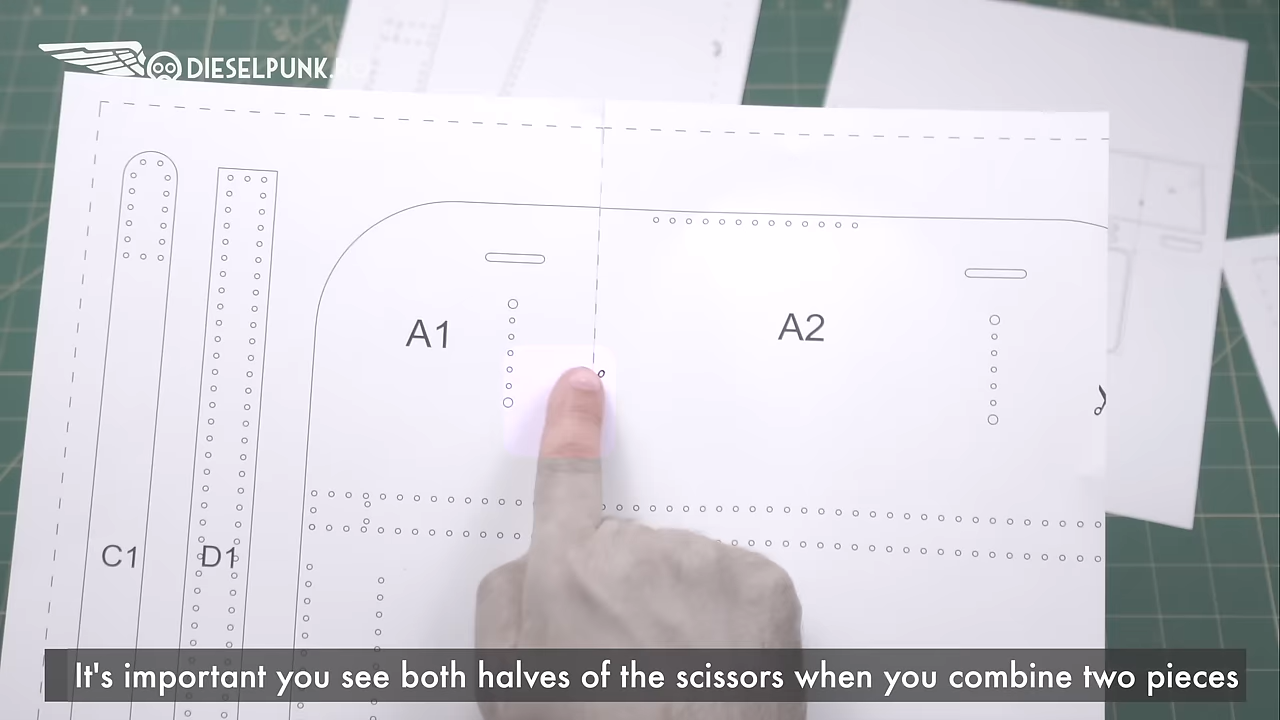 DIESELPUNK.RO
A1
A2
C1
D1
It's important you see both halves of the scissors when you combine two pieces